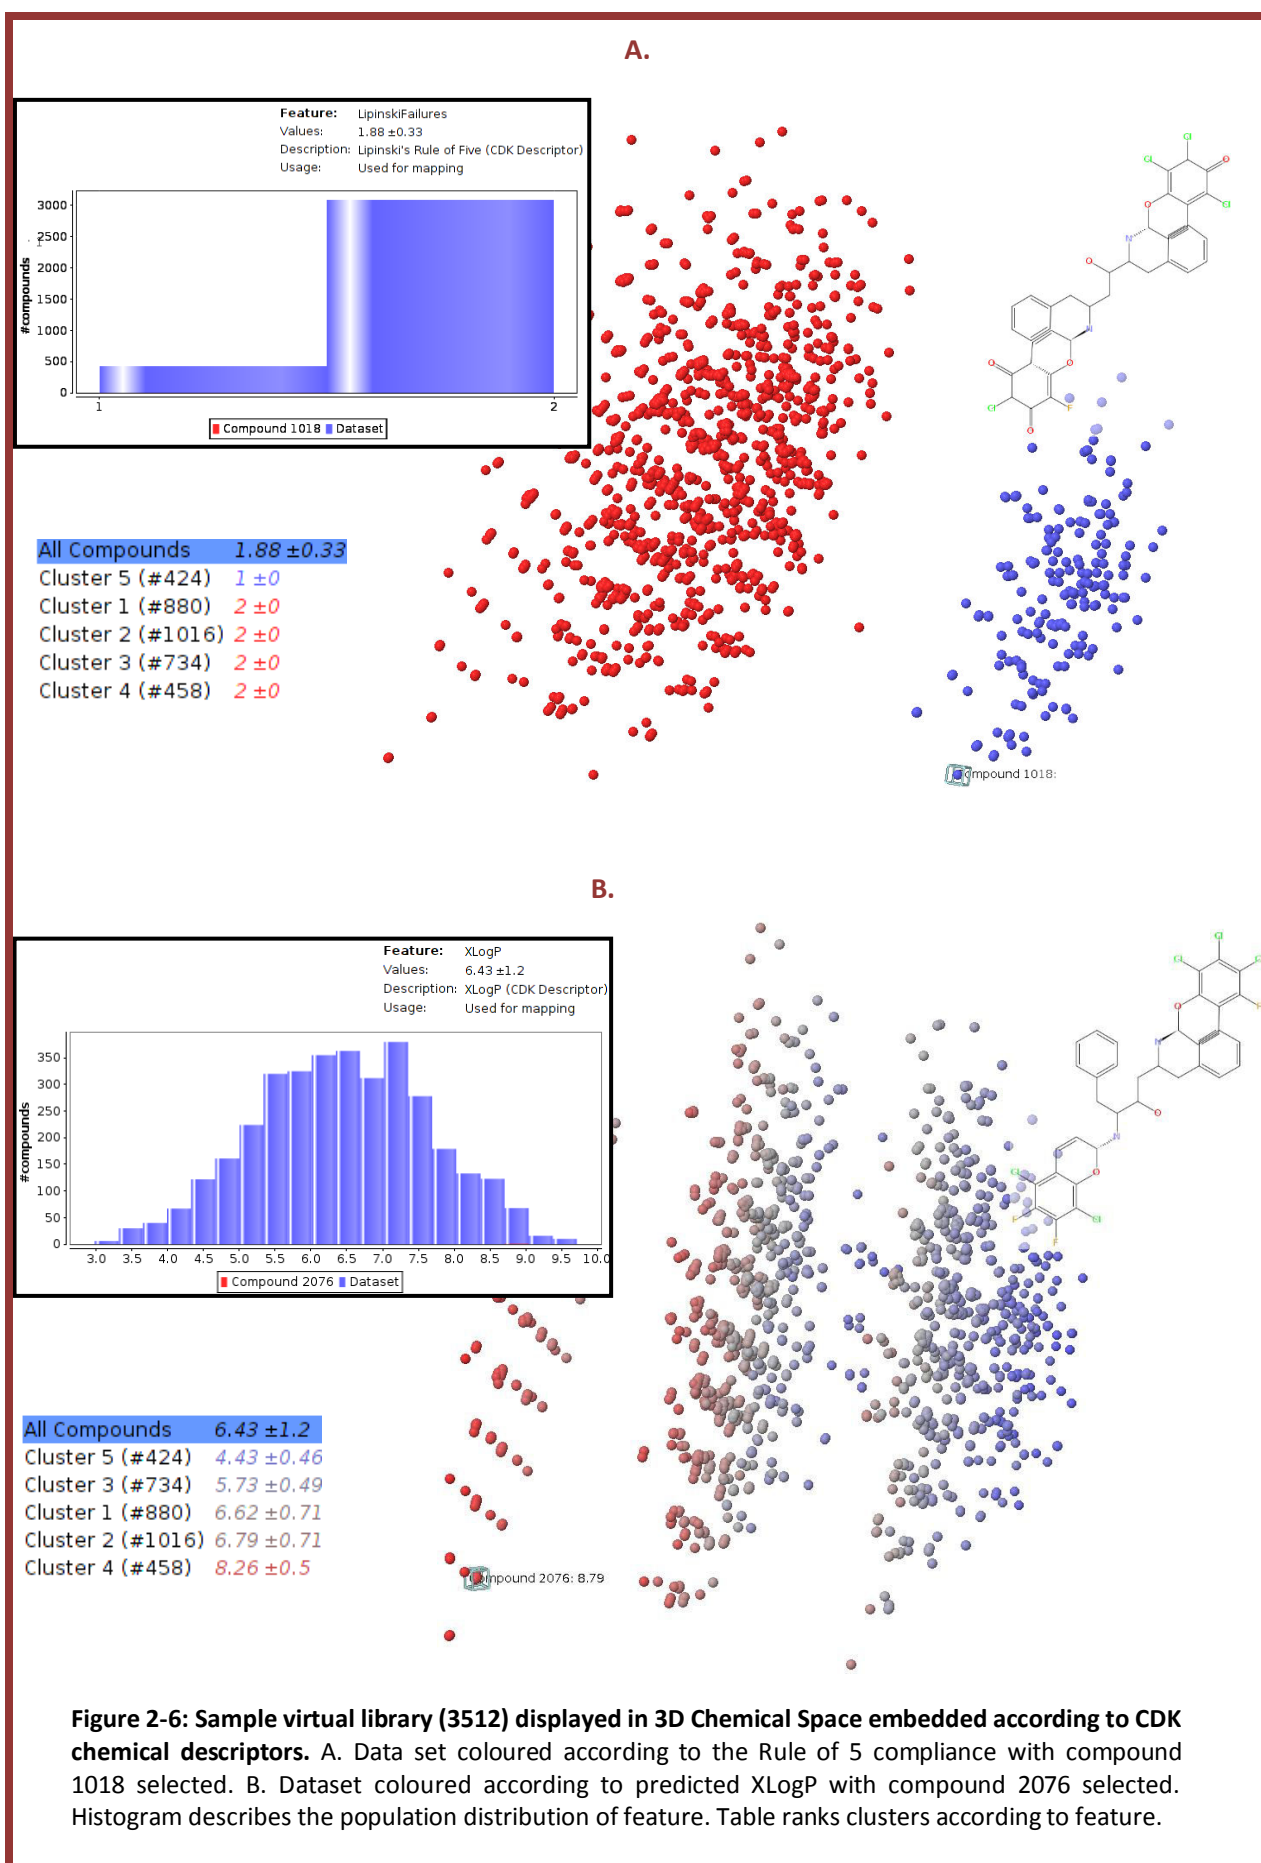 A.
Feature: LipinskiFailures
Values: 1.88 ±0.33
Description: Lipinski's Rule of Five (CDK Descriptor)
Usage: Used for mapping
#compounds
3000
2500
2000
1500
1000
500
0
1 2
Compound 1018 Dataset
Cl
Cl O
Cl
O
N
O
N
O O
Cl F
O
All Compounds 1.88 ±0.33
Cluster 5 (#424) 1 ±0
Cluster 1 (#880) 2 ±0
Cluster 2 (#1016) 2 ±0
Cluster 3 (#734) 2 ±0
Cluster 4 (#458) 2 ±0
Compound 1018:
B.
Feature: XLogP
Values: 6.43 ±1.2
Description: XLogP (CDK Descriptor)
Usage: Used for mapping
#compounds
350
300
250
200
150
100
50
0
3.0 3.5 4.0 4.5 5.0 5.5 6.0 6.5 7.0 7.5 8.0 8.5 9.0 9.5 10.0
Compound 2076 Dataset
Cl
Cl Cl
O F
N
O
N
Cl O
F Cl
F
All Compounds 6.43 ±1.2
Cluster 5 (#424) 4.43 ±0.46
Cluster 3 (#734) 5.73 ±0.49
Cluster 1 (#880) 6.62 ±0.71
Cluster 2 (#1016) 6.79 ±0.71
Cluster 4 (#458) 8.26 ±0.5
Compound 2076: 8.79
Figure 2-6: Sample virtual library (3512) displayed in 3D Chemical Space embedded according to CDK
chemical descriptors. A. Data set coloured according to the Rule of 5 compliance with compound
1018 selected. B. Dataset coloured according to predicted XLogP with compound 2076 selected.
Histogram describes the population distribution of feature. Table ranks clusters according to feature.